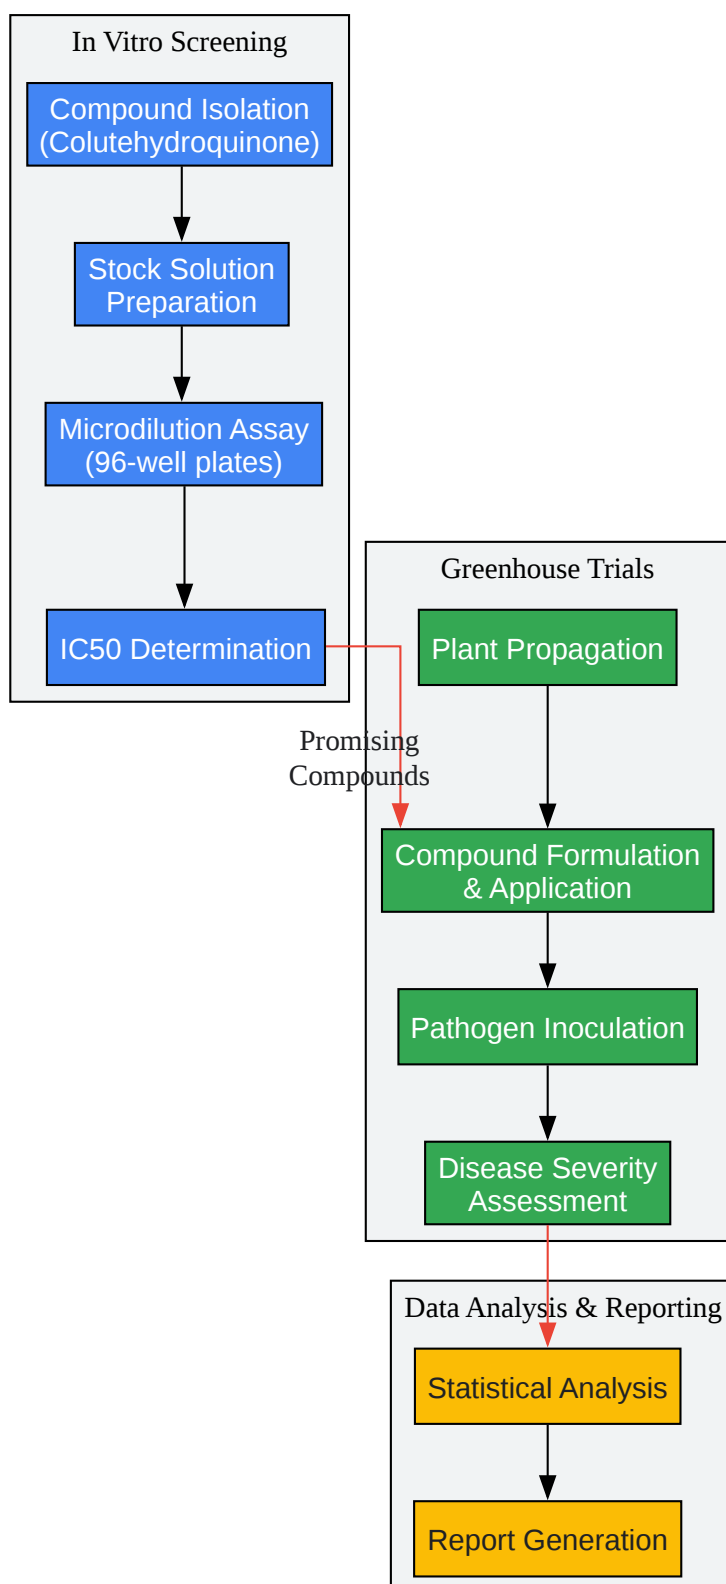 In Vitro Screening
Compound Isolation
(Colutehydroquinone)
Stock Solution
Preparation
Microdilution Assay
(96-well plates)
IC50 Determination
Promising
Compounds
Greenhouse Trials
Plant Propagation
Compound Formulation
& Application
Pathogen Inoculation
Disease Severity
Assessment
Data Analysis & Reporting
Statistical Analysis
Report Generation